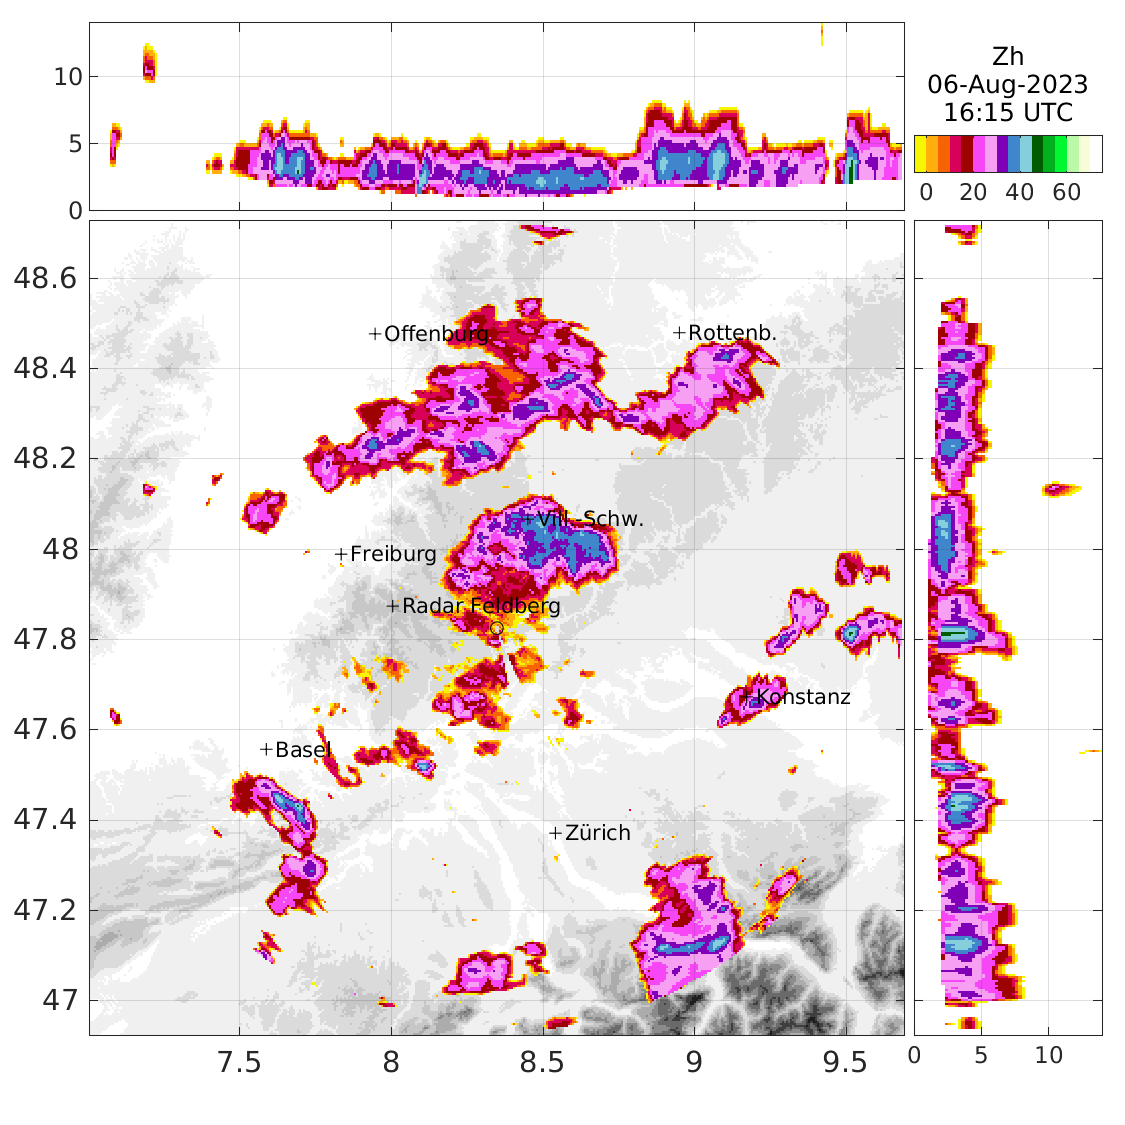 10
5
0
Zh
06-Aug-2023
16:15 UTC
0 20 40 60
48.6
48.4
48.2
48
47.8
47.6
47.4
47.2
47
+Offenburg
+Rottenb.
+Vill.-Schw.
+Freiburg
+Radar Feldberg
+Konstanz
+Basel
+Zürich
7.5 8 8.5 9 9.5
0 5 10